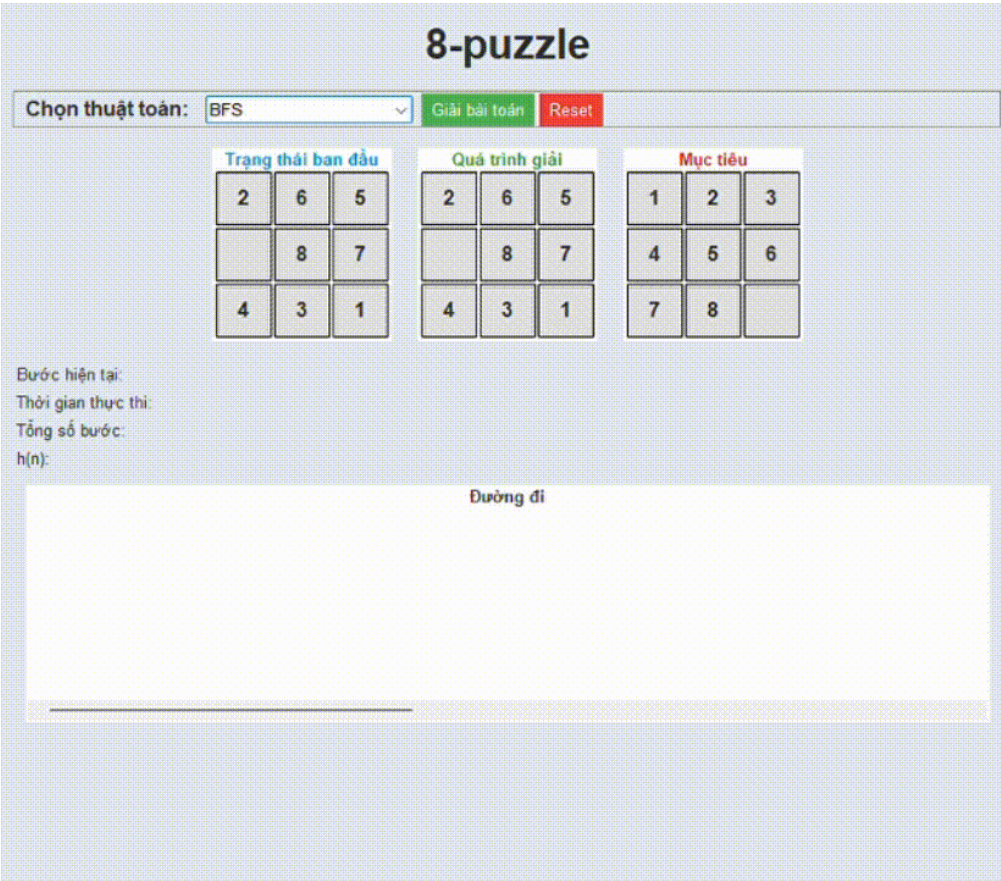 8-puzzle
Chọn thuật toán: BFS Giải bài toán Reset
Trạng thái ban đầu Quá trình giải Mục tiêu
2 6 5 2 6 5 1 2 3
8 7 8 7 4 5 6
4 3 1 4 3 1 7 8
Bước hiện tại:
Thời gian thực thi:
Tổng số bước:
h(n):
Đường đi